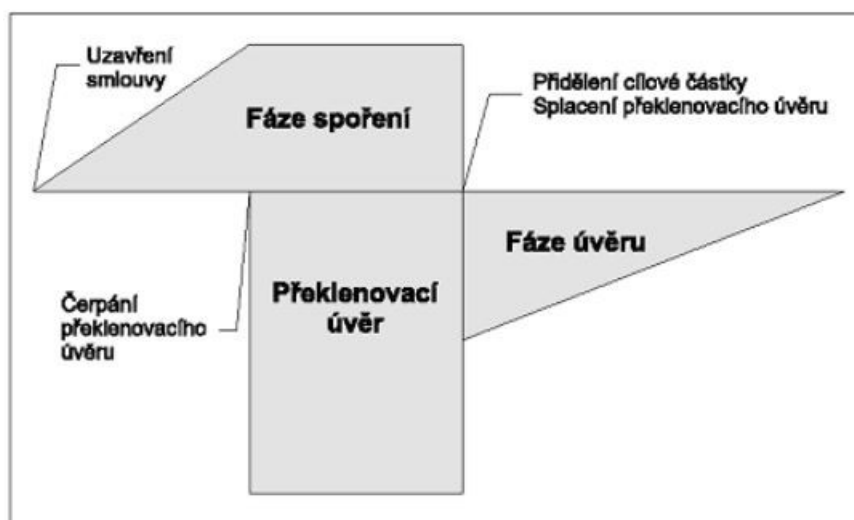 Uzavření
smlouvy
Fáze spoření
Přidělení cílové částky
Splacení překlenovacího úvěru
Fáze úvěru
Překlenovací
úvěr
Čerpání
překlenovacího
úvěru